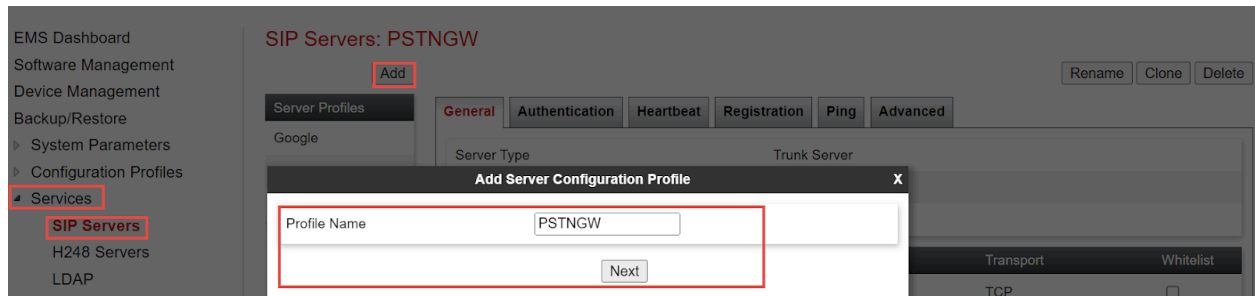 EMS Dashboard
Software Management
Device Management
Backup/Restore
System Parameters
Configuration Profiles
Services
SIP Servers
H248 Servers
LDAP
SIP Servers: PSTNGW
Add
Rename Clone Delete
Server Profiles
Google
General Authentication Heartbeat Registration Ping Advanced
Server Type Trunk Server
Add Server Configuration Profile X
Profile Name PSTNGW
Next
Transport Whitelist
TCP